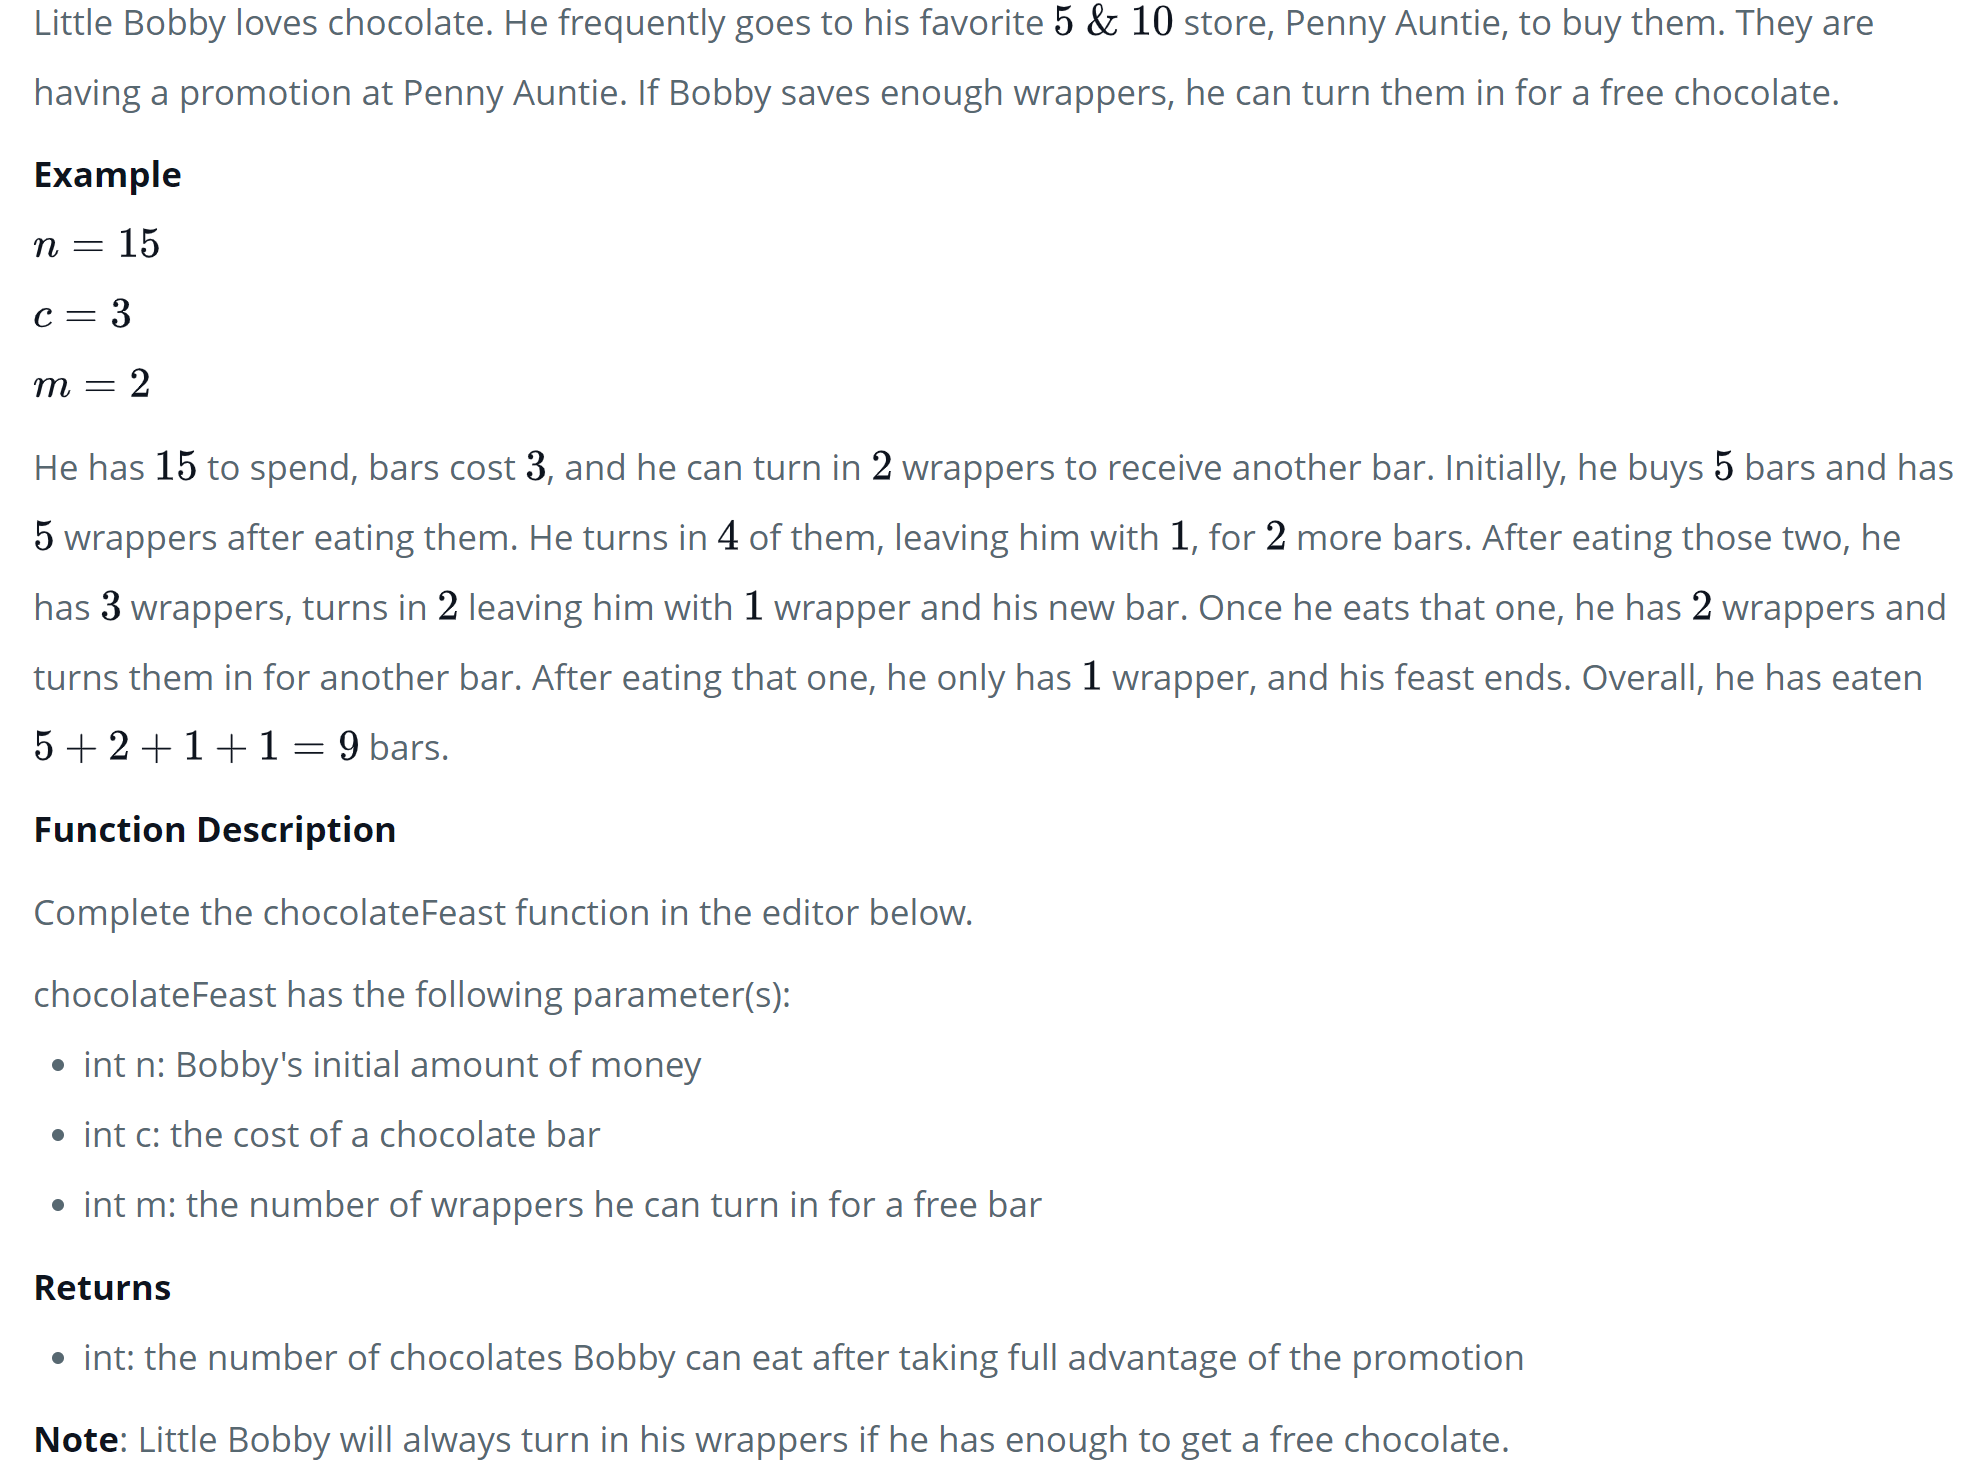 Little Bobby loves chocolate. He frequently goes to his favorite 5 & 10 store, Penny Auntie, to buy them. They are
having a promotion at Penny Auntie. If Bobby saves enough wrappers, he can turn them in for a free chocolate.
Example
n = 15
c = 3
m = 2
He has 15 to spend, bars cost 3, and he can turn in 2 wrappers to receive another bar. Initially, he buys 5 bars and has
5 wrappers after eating them. He turns in 4 of them, leaving him with 1, for 2 more bars. After eating those two, he
has 3 wrappers, turns in 2 leaving him with 1 wrapper and his new bar. Once he eats that one, he has 2 wrappers and
turns them in for another bar. After eating that one, he only has 1 wrapper, and his feast ends. Overall, he has eaten
5 + 2 + 1 + 1 = 9 bars.
Function Description
Complete the chocolateFeast function in the editor below.
chocolateFeast has the following parameter(s):
• int n: Bobby's initial amount of money
• int c: the cost of a chocolate bar
• int m: the number of wrappers he can turn in for a free bar
Returns
• int: the number of chocolates Bobby can eat after taking full advantage of the promotion
Note: Little Bobby will always turn in his wrappers if he has enough to get a free chocolate.